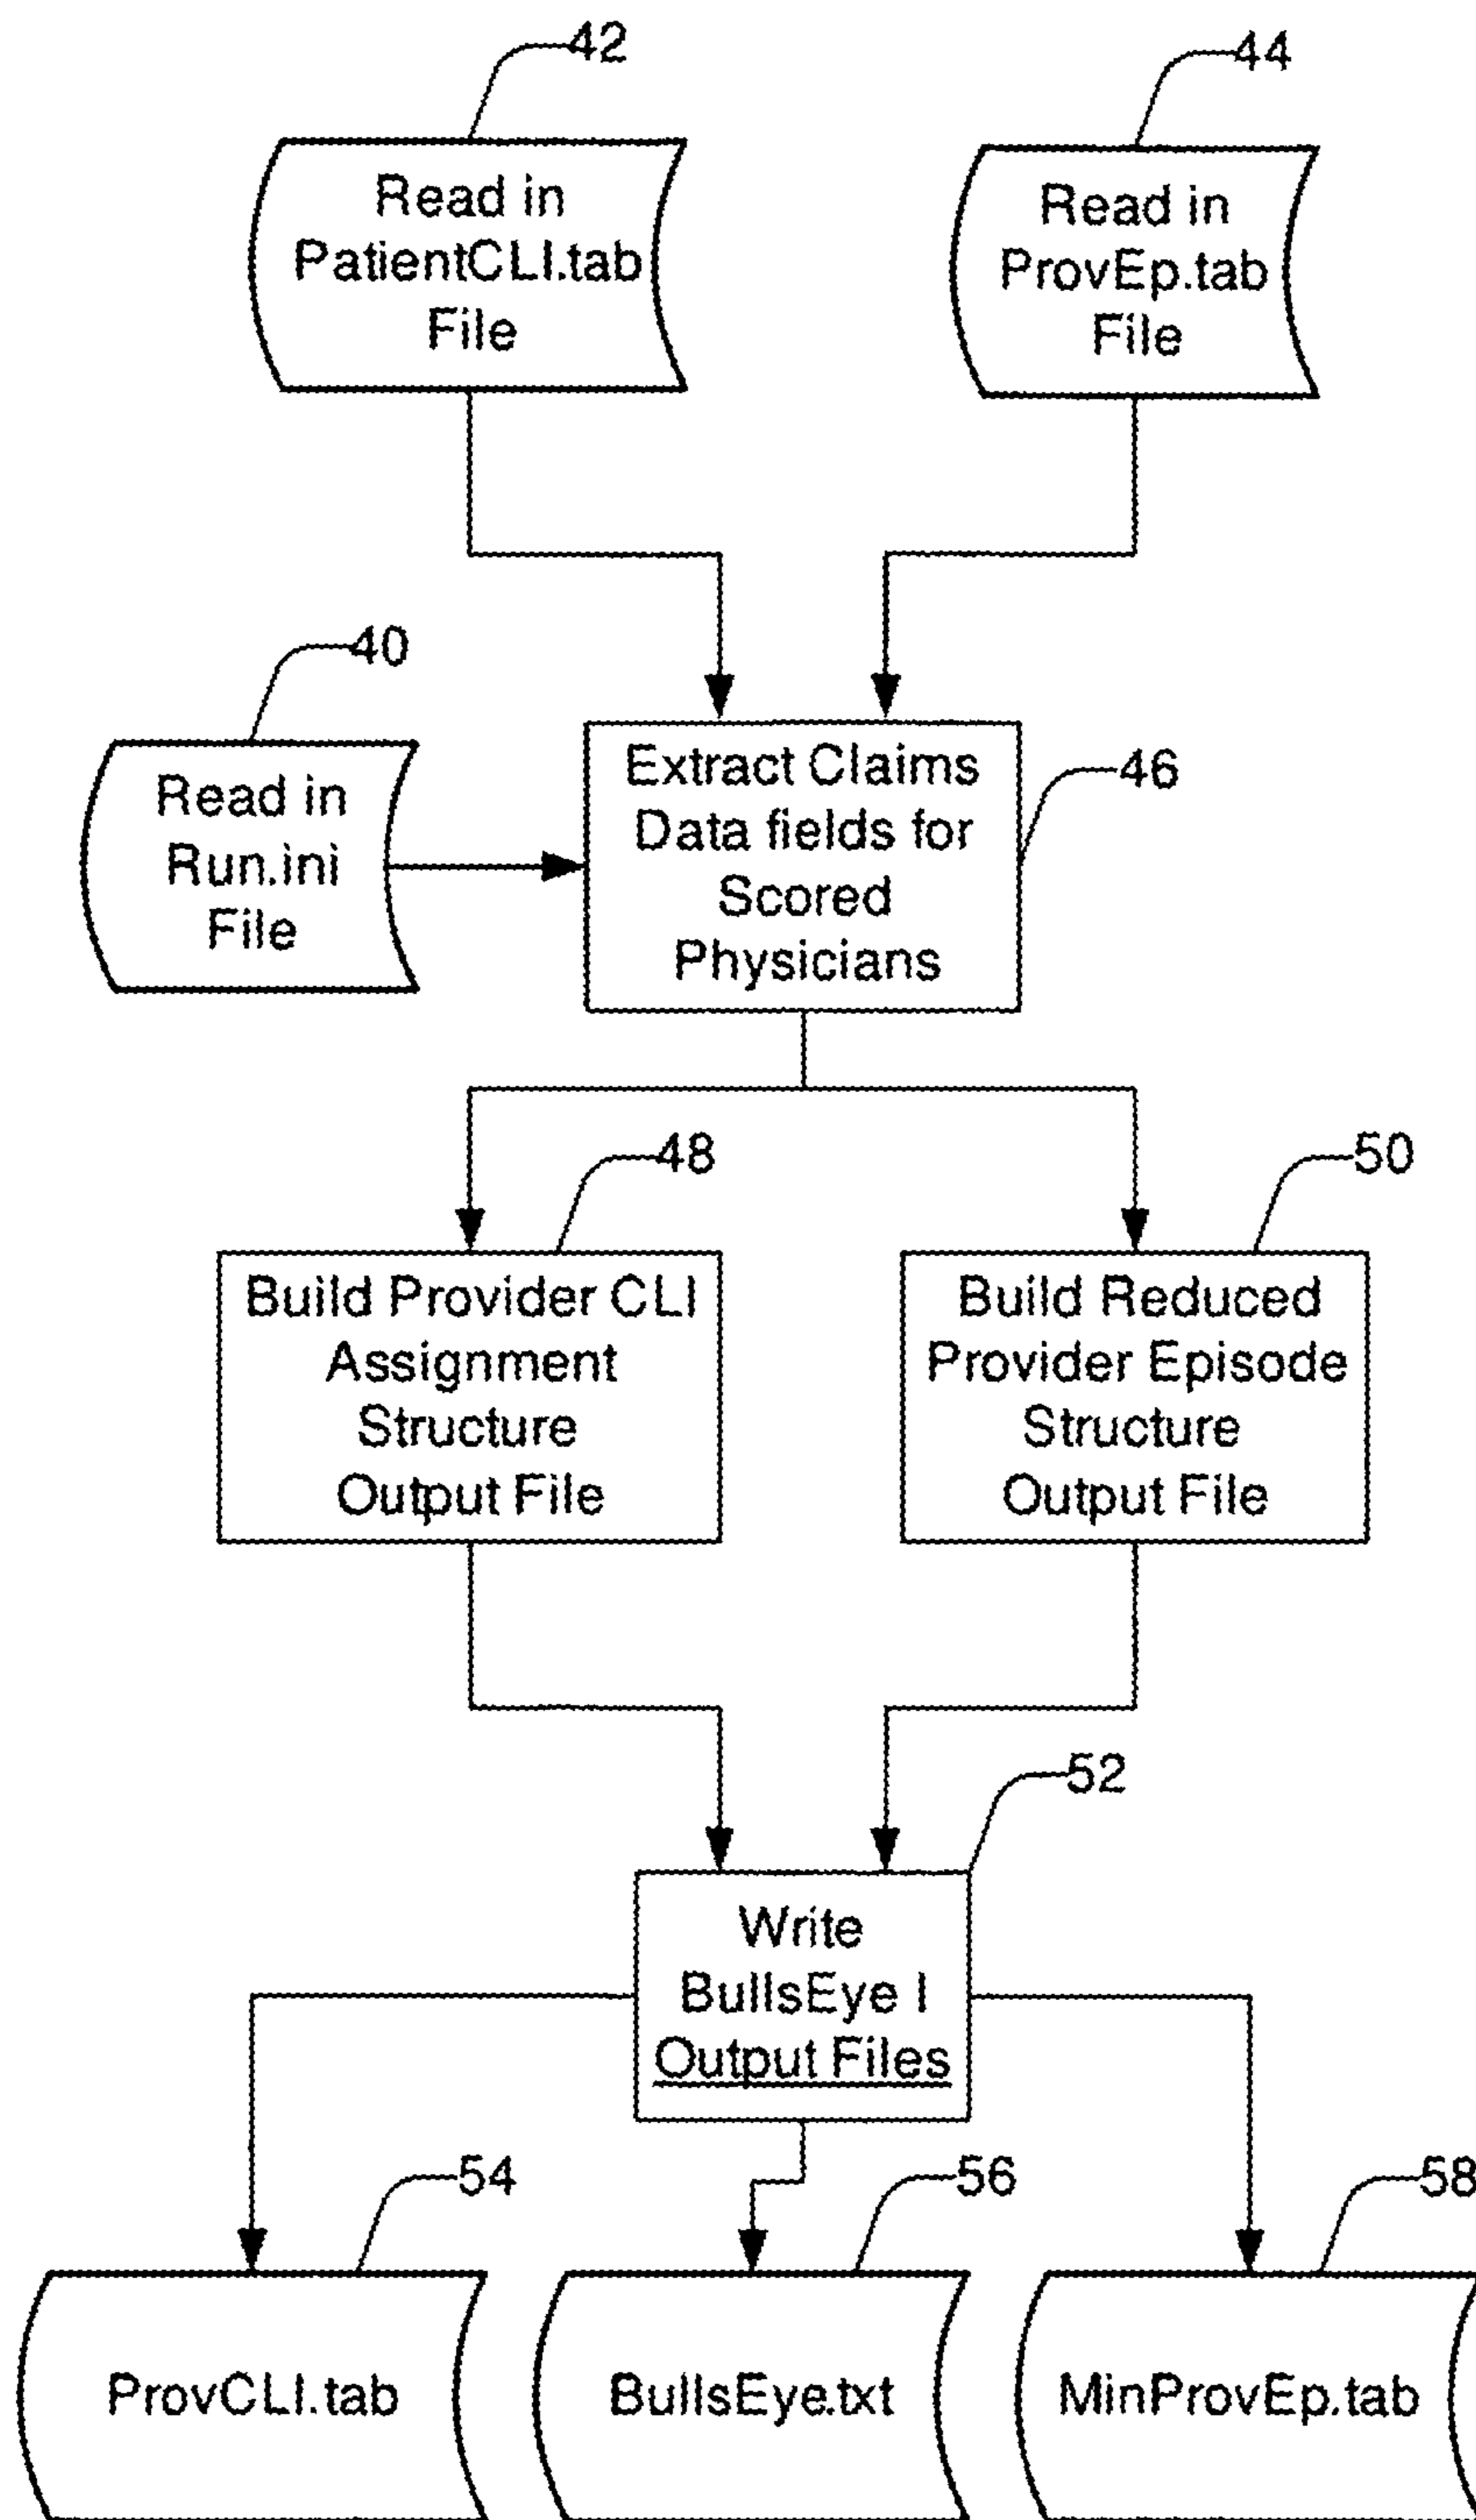 42
44
Read in
PatientCLI.tab
File
Read in
ProvEp.tab
File
40
Read in
Run.ini
File
Extract Claims
Data fields for
Scored
Physicians
46
48
50
Build Provider CLI
Assignment
Structure
Output File
Build Reduced
Provider Episode
Structure
Output File
52
Write
BullsEye I
Output Files
54
56
58
ProvCLI.tab
BullsEye.txt
MinProvEp.tab